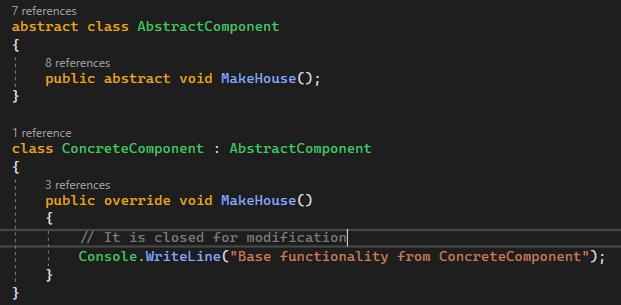 7 references
abstract class AbstractComponent
{
8 references
public abstract void MakeHouse();
}
1 reference
class ConcreteComponent : AbstractComponent
{
3 references
public override void MakeHouse()
{
// It is closed for modification
Console.WriteLine("Base functionality from ConcreteComponent");
}
}